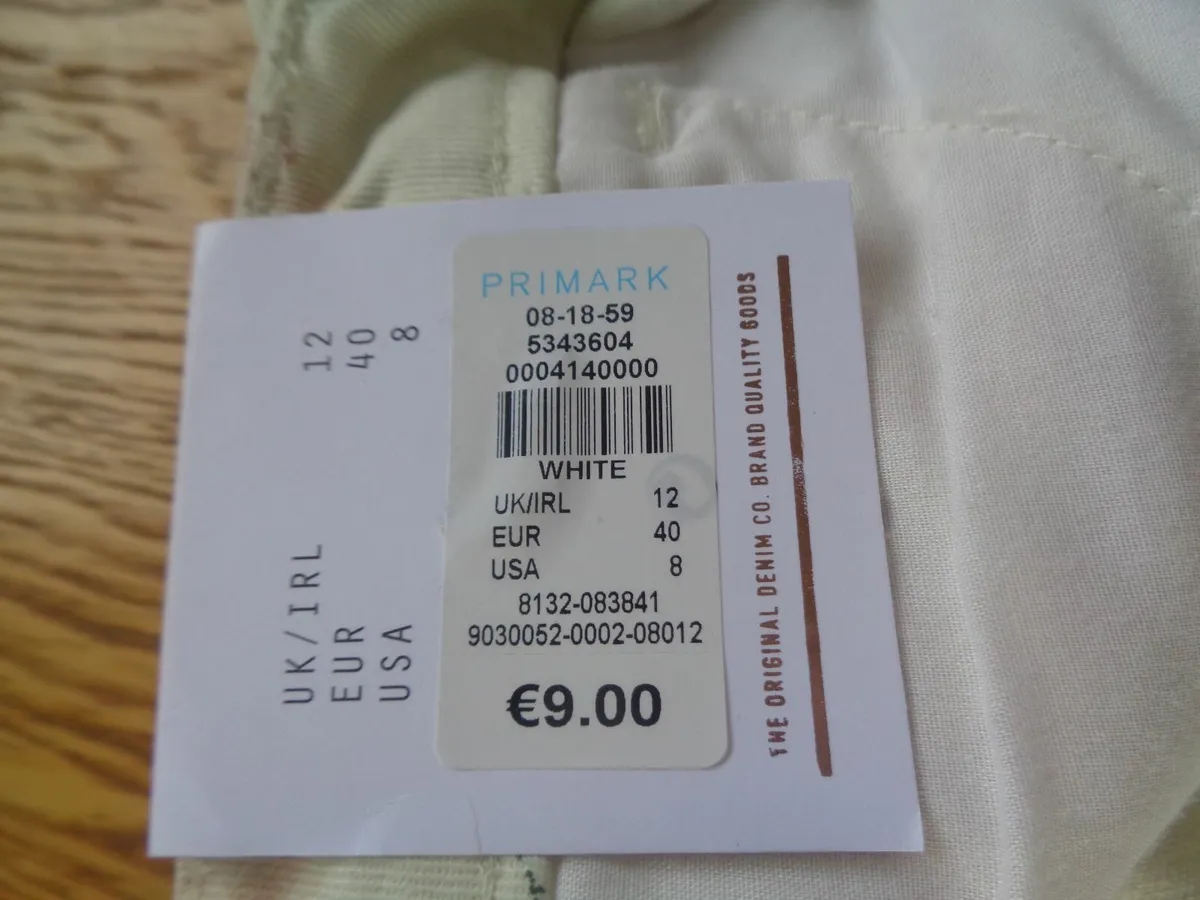 UK/IRL 12
EUR 40
USA 8
PRIMARK
08-18-59
5343604
0004140000
WHITE
UK/IRL 12
EUR 40
USA 8
8132-083841
9030052-0002-08012
€9.00
THE ORIGINAL DENIM CO. BRAND QUALITY GOODS